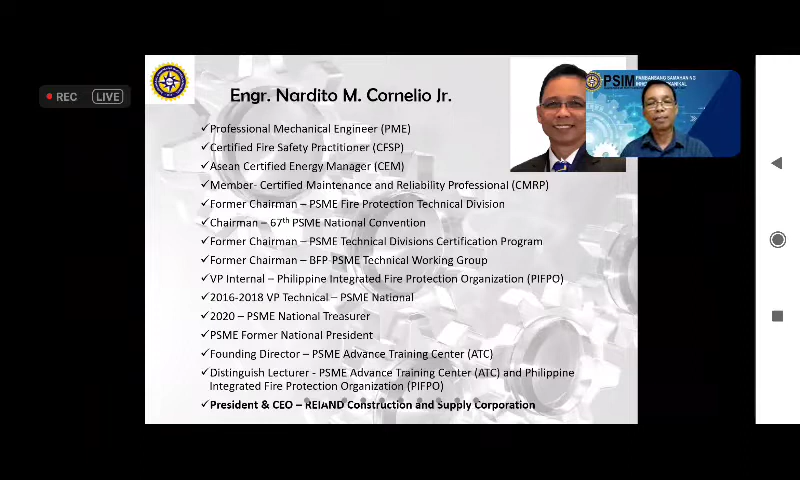 REC LIVE
Engr. Nardito M. Cornelio Jr.
PSIM PAMBANSANG SAMAHAN NG
✓Professional Mechanical Engineer (PME)
✓Certified Fire Safety Practitioner (CFSP)
✓Asean Certified Energy Manager (CEM)
✓Member- Certified Maintenance and Reliability Professional (CMRP)
✓Former Chairman – PSME Fire Protection Technical Division
✓Chairman – 67th PSME National Convention
✓Former Chairman – PSME Technical Divisions Certification Program
✓Former Chairman – BFP-PSME Technical Working Group
✓VP Internal – Philippine Integrated Fire Protection Organization (PIFPO)
✓2016-2018 VP Technical – PSME National
✓2020 – PSME National Treasurer
✓PSME Former National President
✓Founding Director – PSME Advance Training Center (ATC)
✓Distinguish Lecturer - PSME Advance Training Center (ATC) and Philippine
Integrated Fire Protection Organization (PIFPO)
✓President & CEO – REIAND Construction and Supply Corporation